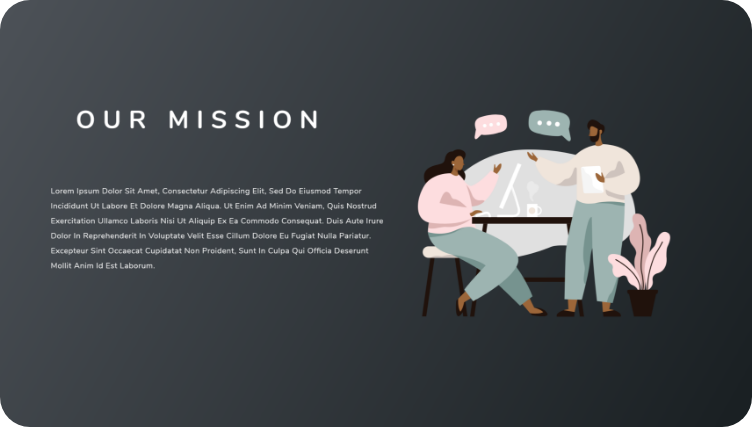 OUR MISSION
Lorem Ipsum Dolor Sit Amet, Consectetur Adipiscing Elit, Sed Do Eiusmod Tempor
Incididunt Ut Labore Et Dolore Magna Aliqua. Ut Enim Ad Minim Veniam, Quis Nostrud
Exercitation Ullamco Laboris Nisi Ut Aliquip Ex Ea Commodo Consequat. Duis Aute Irure
Dolor In Reprehenderit In Voluptate Velit Esse Cillum Dolore Eu Fugiat Nulla Pariatur.
Excepteur Sint Occaecat Cupidatat Non Proident, Sunt In Culpa Qui Officia Deserunt
Mollit Anim Id Est Laborum.